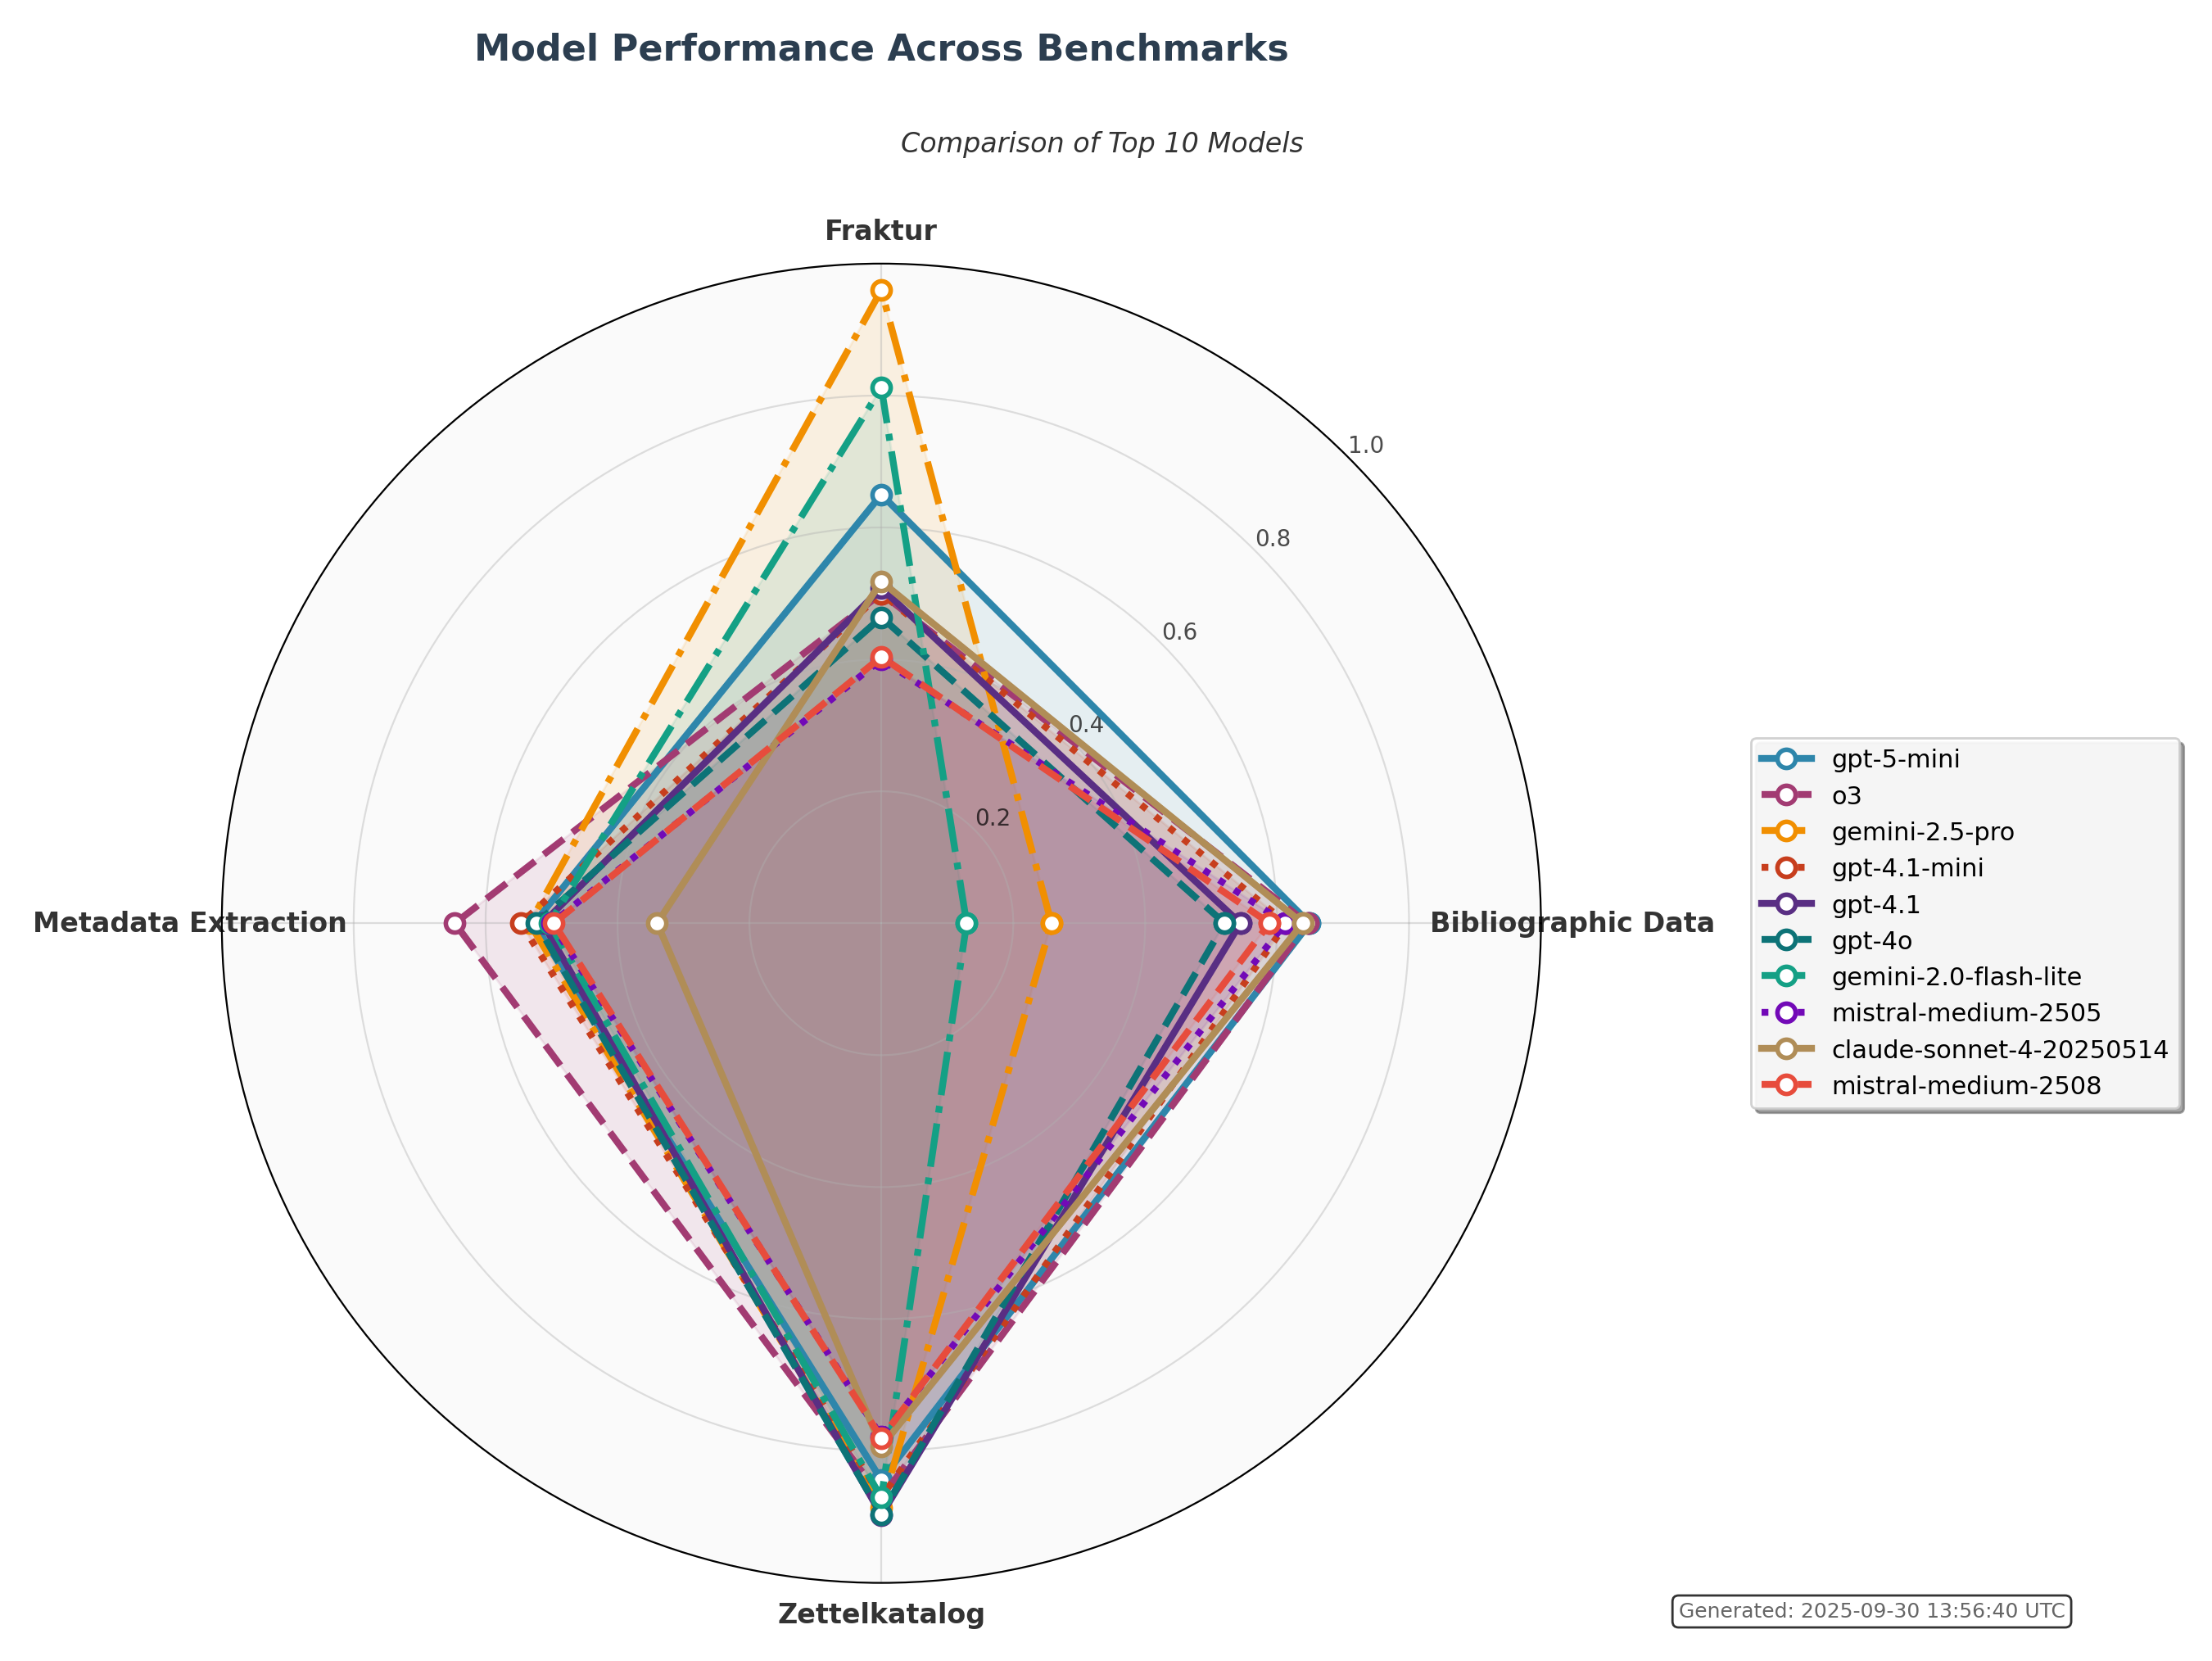 Model Performance Across Benchmarks
Comparison of Top 10 Models
Fraktur
1.0
0.8
0.6
0.4
0.2
Metadata Extraction
Bibliographic Data
Zettelkatalog
gpt-5-mini
o3
gemini-2.5-pro
gpt-4.1-mini
gpt-4.1
gpt-4o
gemini-2.0-flash-lite
mistral-medium-2505
claude-sonnet-4-20250514
mistral-medium-2508
Generated: 2025-09-30 13:56:40 UTC